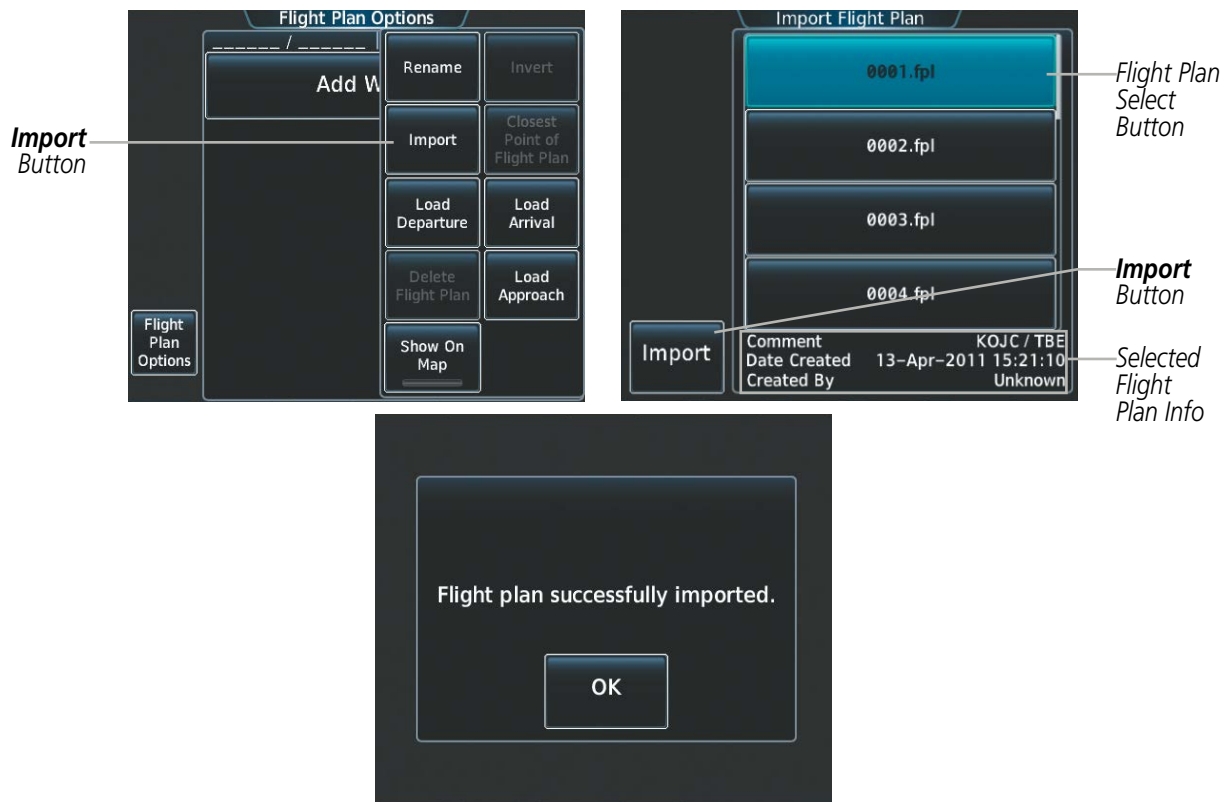 Flight Plan Options
______ / ______
Add W
Rename
Invert
Import
Closest
Point of
Flight Plan
Load
Departure
Load
Arrival
Delete
Flight Plan
Load
Approach
Show On
Map
Flight
Plan
Options
Import
Button
Import Flight Plan
0001.fpl
0002.fpl
0003.fpl
0004.fpl
Import
Comment KOJC / TBE
Date Created 13-Apr-2011 15:21:10
Created By Unknown
Flight Plan
Select
Button
Import
Button
Selected
Flight
Plan Info
Flight plan successfully imported.
OK